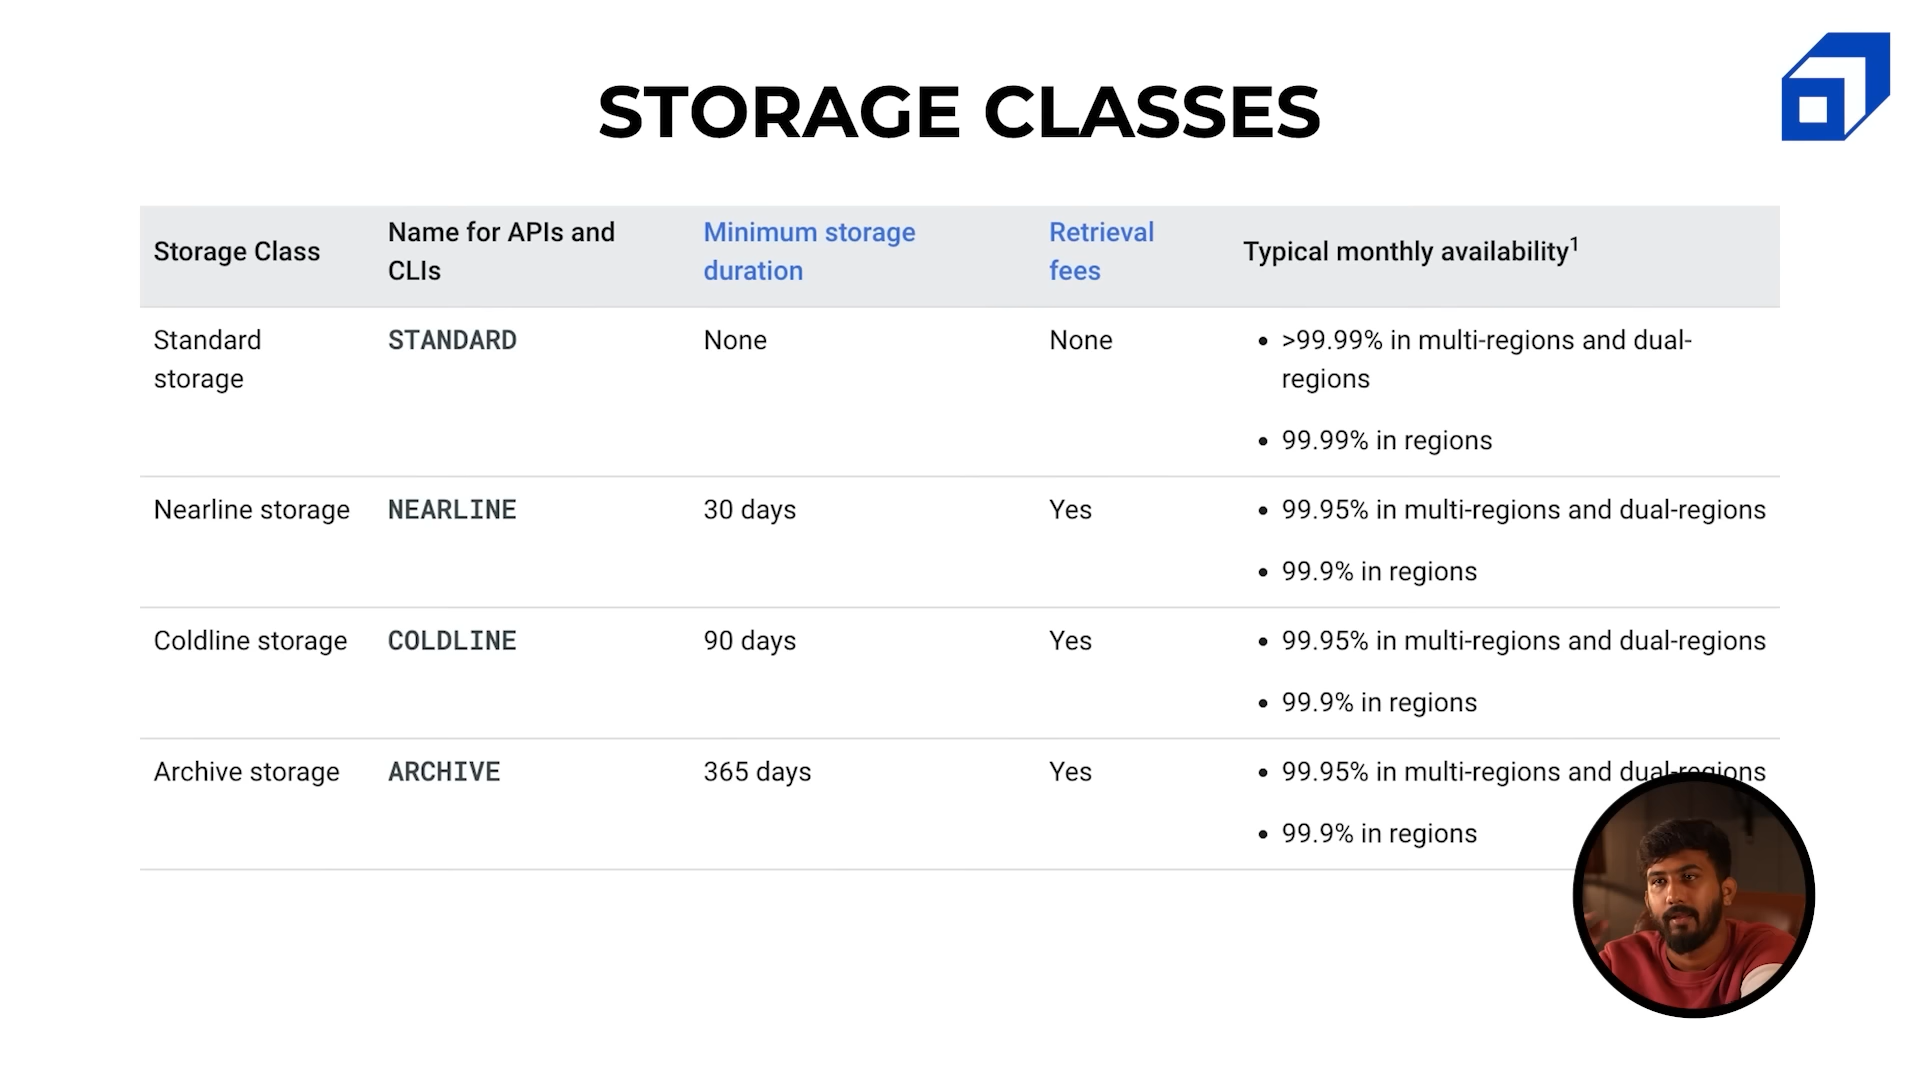 STORAGE CLASSES
Storage Class
Name for APIs and
CLIs
Minimum storage
duration
Retrieval
fees
Typical monthly availability1
Standard
storage
STANDARD
None
None
• >99.99% in multi-regions and dual-
regions
• 99.99% in regions
Nearline storage
NEARLINE
30 days
Yes
• 99.95% in multi-regions and dual-regions
• 99.9% in regions
Coldline storage
COLDLINE
90 days
Yes
• 99.95% in multi-regions and dual-regions
• 99.9% in regions
Archive storage
ARCHIVE
365 days
Yes
• 99.95% in multi-regions and dual-regions
• 99.9% in regions